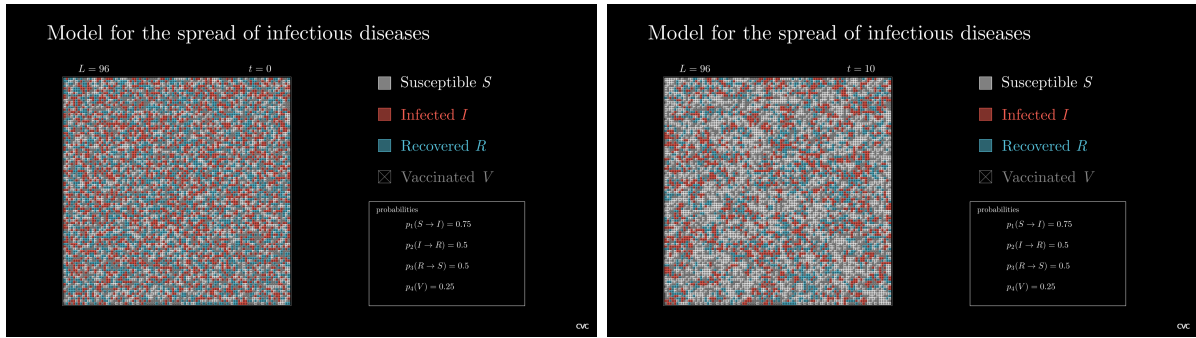 Model for the spread of infectious diseases
L = 96 t = 0
Susceptible S
Infected I
Recovered R
Vaccinated V
probabilities
p₁(S → I) = 0.75
p₂(I → R) = 0.5
p₃(R → S) = 0.5
p₄(V) = 0.25
CVC
Model for the spread of infectious diseases
L = 96 t = 10
Susceptible S
Infected I
Recovered R
Vaccinated V
probabilities
p₁(S → I) = 0.75
p₂(I → R) = 0.5
p₃(R → S) = 0.5
p₄(V) = 0.25
CVC